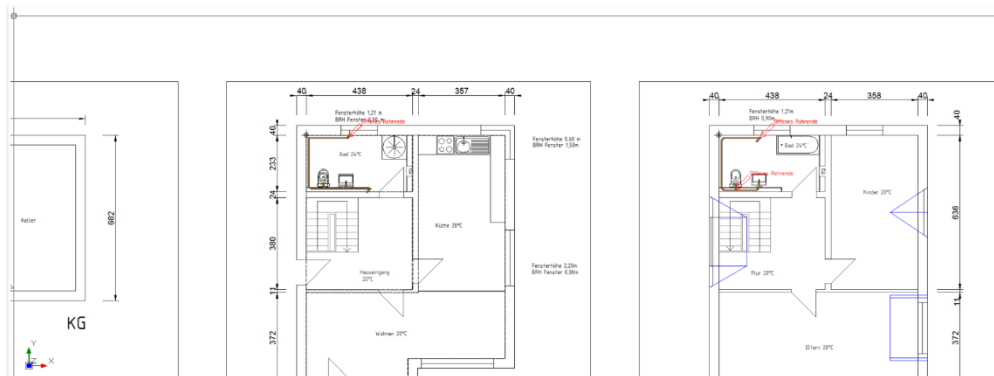 Keller
682
KG
Y
Z
X
40
438
24
357
40
Fensterhöhe 1,21 m
Offenes Rohrende
40
233
24
380
11
372
Bad 24°C
Küche 20°C
Hauseingang
20°C
Wohnen 20°C
Fensterhöhe 0,60 m
BRH Fenster 1,50m
Fensterhöhe 2,20m
BRH Fenster 0,00m
40
438
24
358
40
Fensterhöhe 1,21m
BRH 0,90m
Offenes Rohrende
Bad 24°C
Offenes Rohrende
Kinder 20°C
Flur 20°C
Eltern 20°C
40
636
11
372